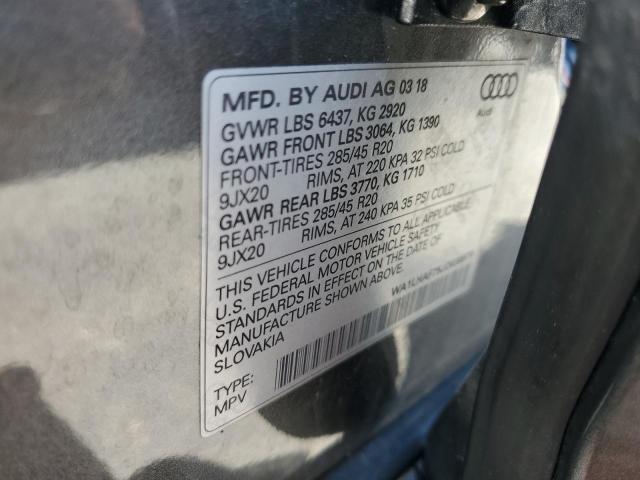 MFD. BY AUDI AG 03 18
GVWR LBS 6437, KG 2920
GAWR FRONT LBS 3064, KG 1390
FRONT-TIRES 285/45 R20
9JX20 RIMS, AT 220 KPA 32 PSI COLD
GAWR REAR LBS 3770, KG 1710
REAR-TIRES 285/45 R20
9JX20 RIMS, AT 240 KPA 35 PSI COLD
THIS VEHICLE CONFORMS TO ALL APPLICABLE
U.S. FEDERAL MOTOR VEHICLE SAFETY
STANDARDS IN EFFECT ON THE DATE OF
MANUFACTURE SHOWN ABOVE.
SLOVAKIA
TYPE:
MPV
Audi